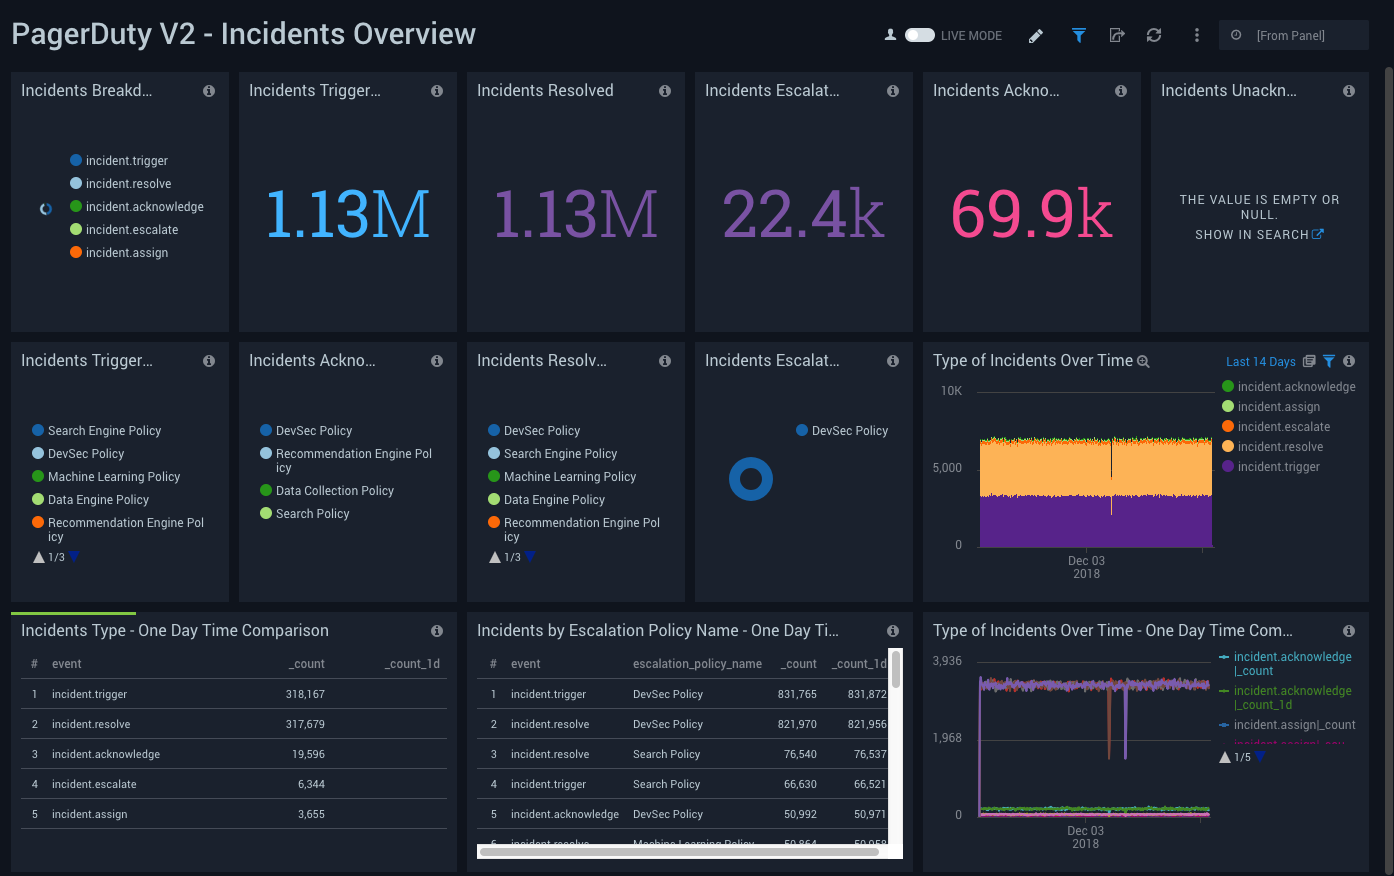 PagerDuty V2 - Incidents Overview
LIVE MODE
[From Panel]
Incidents Breakd...
incident.trigger
incident.resolve
incident.acknowledge
incident.escalate
incident.assign
Incidents Trigger...
1.13M
Incidents Resolved
1.13M
Incidents Escalat...
22.4k
Incidents Ackno...
69.9k
Incidents Unackn...
THE VALUE IS EMPTY OR
NULL.
SHOW IN SEARCH
Incidents Trigger...
Search Engine Policy
DevSec Policy
Machine Learning Policy
Data Engine Policy
Recommendation Engine Pol
icy
1/3
Incidents Ackno...
DevSec Policy
Recommendation Engine Pol
icy
Data Collection Policy
Search Policy
Incidents Resolv...
DevSec Policy
Search Engine Policy
Machine Learning Policy
Data Engine Policy
Recommendation Engine Pol
icy
1/3
Incidents Escalat...
DevSec Policy
Type of Incidents Over Time
Last 14 Days
10K
5,000
0
Dec 03
2018
incident.acknowledge
incident.assign
incident.escalate
incident.resolve
incident.trigger
Incidents Type - One Day Time Comparison
# event _count _count_1d
1 incident.trigger 318,167
2 incident.resolve 317,679
3 incident.acknowledge 19,596
4 incident.escalate 6,344
5 incident.assign 3,655
Incidents by Escalation Policy Name - One Day Ti...
# event escalation_policy_name _count _count_1d
1 incident.trigger DevSec Policy 831,765 831,872
2 incident.resolve DevSec Policy 821,970 821,956
3 incident.resolve Search Policy 76,540 76,537
4 incident.trigger Search Policy 66,630 66,521
5 incident.acknowledge DevSec Policy 50,992 50,971
6 incident.resolve Machine Learning Policy 50,864
Type of Incidents Over Time - One Day Time Com...
3,936
1,968
0
Dec 03
2018
incident.acknowledge
|_count
incident.acknowledge
|_count_1d
incident.assign|_count
1/5